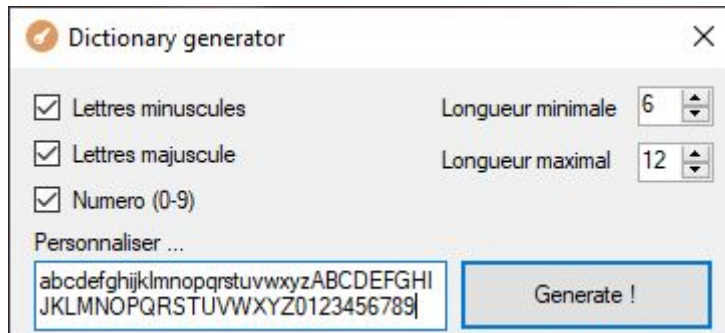 Dictionary generator
Lettres minuscules
Longueur minimale 6
Lettres majuscule
Longueur maximal 12
Numero (0-9)
Personnaliser ...
abcdefghijklmnopqrstuvwxyzABCDEFGHI
JKLMNOPQRSTUVWXYZ0123456789
Generate !